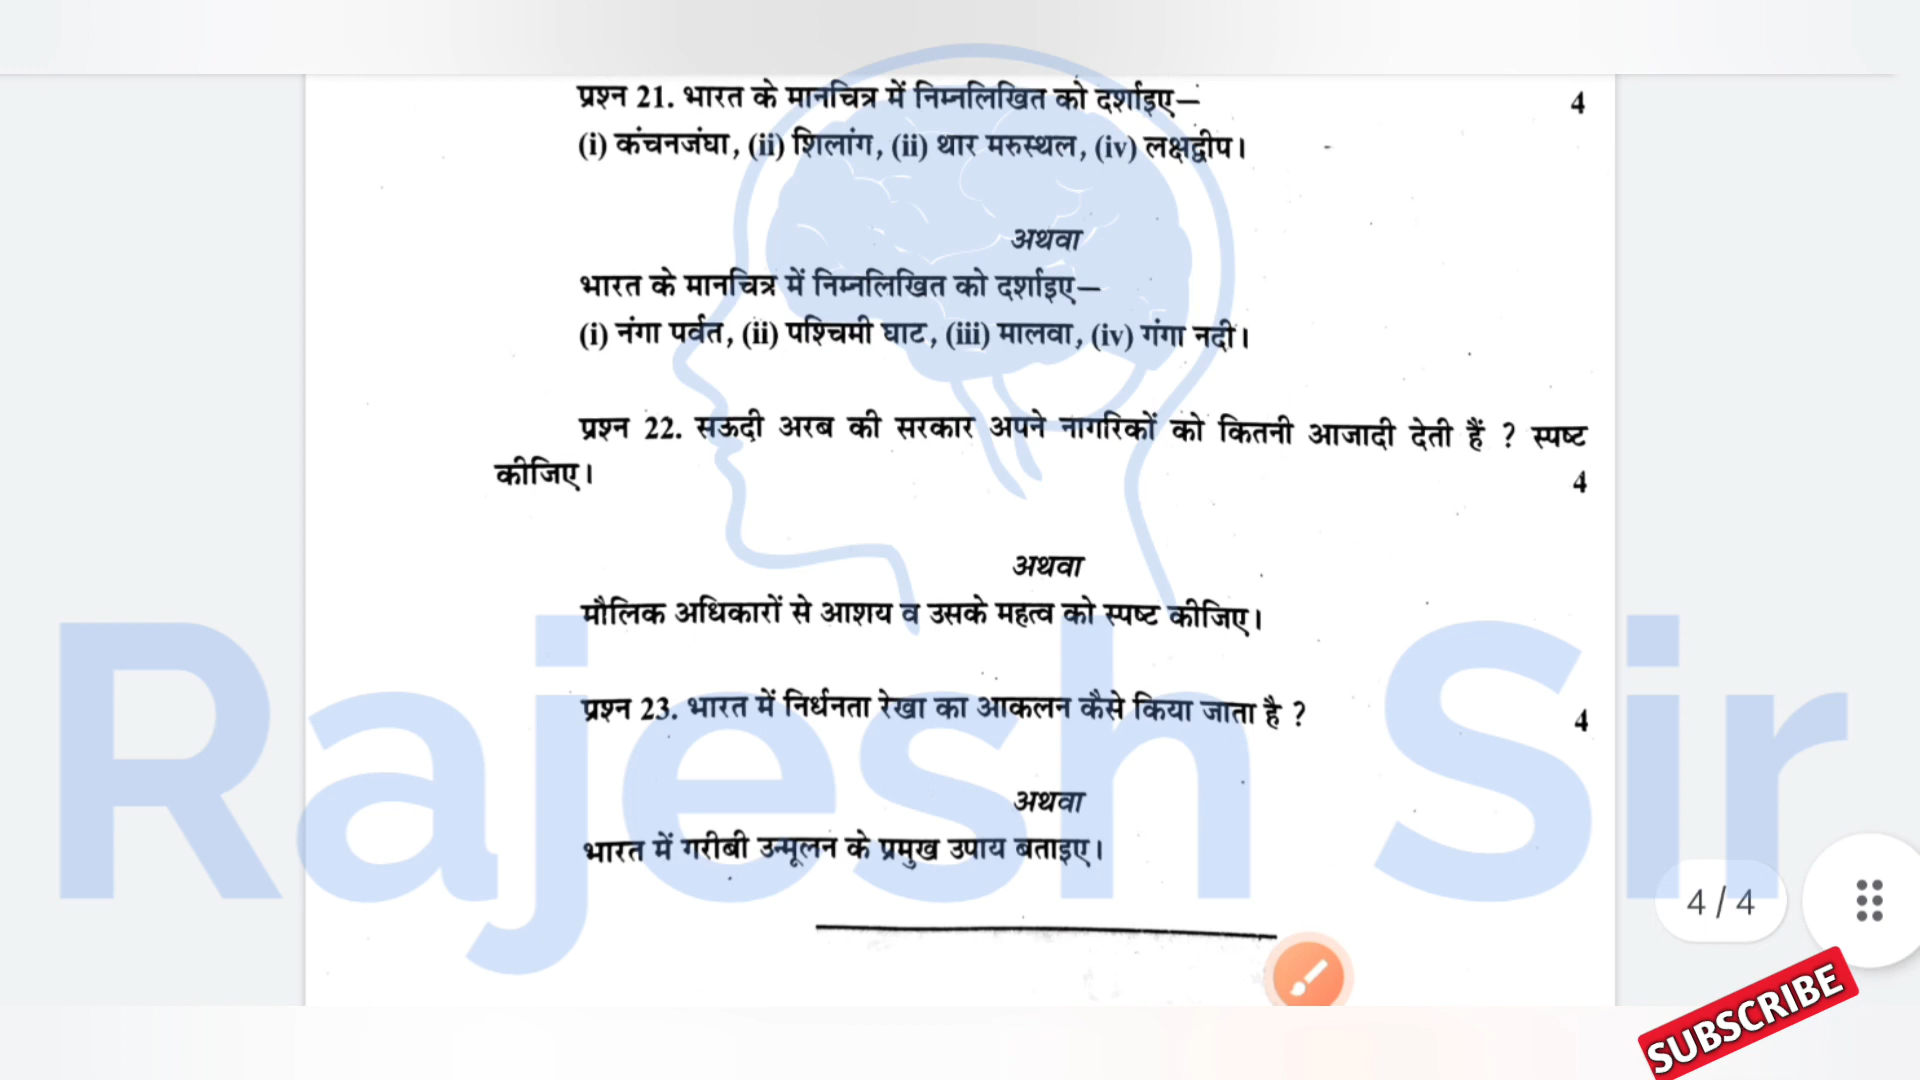 प्रश्न 21. भारत के मानचित्र में निम्नलिखित को दर्शाइए— 4
(i) कंचनजंघा, (ii) शिलांग, (ii) थार मरुस्थल, (iv) लक्षद्वीप।
अथवा
भारत के मानचित्र में निम्नलिखित को दर्शाइए—
(i) नंगा पर्वत, (ii) पश्चिमी घाट, (iii) मालवा, (iv) गंगा नदी।
प्रश्न 22. सऊदी अरब की सरकार अपने नागरिकों को कितनी आजादी देती हैं ? स्पष्ट
कीजिए। 4
अथवा
मौलिक अधिकारों से आशय व उसके महत्व को स्पष्ट कीजिए।
प्रश्न 23. भारत में निर्धनता रेखा का आकलन कैसे किया जाता है ? 4
अथवा
भारत में गरीबी उन्मूलन के प्रमुख उपाय बताइए।
Rajesh Sir
4 / 4
SUBSCRIBE